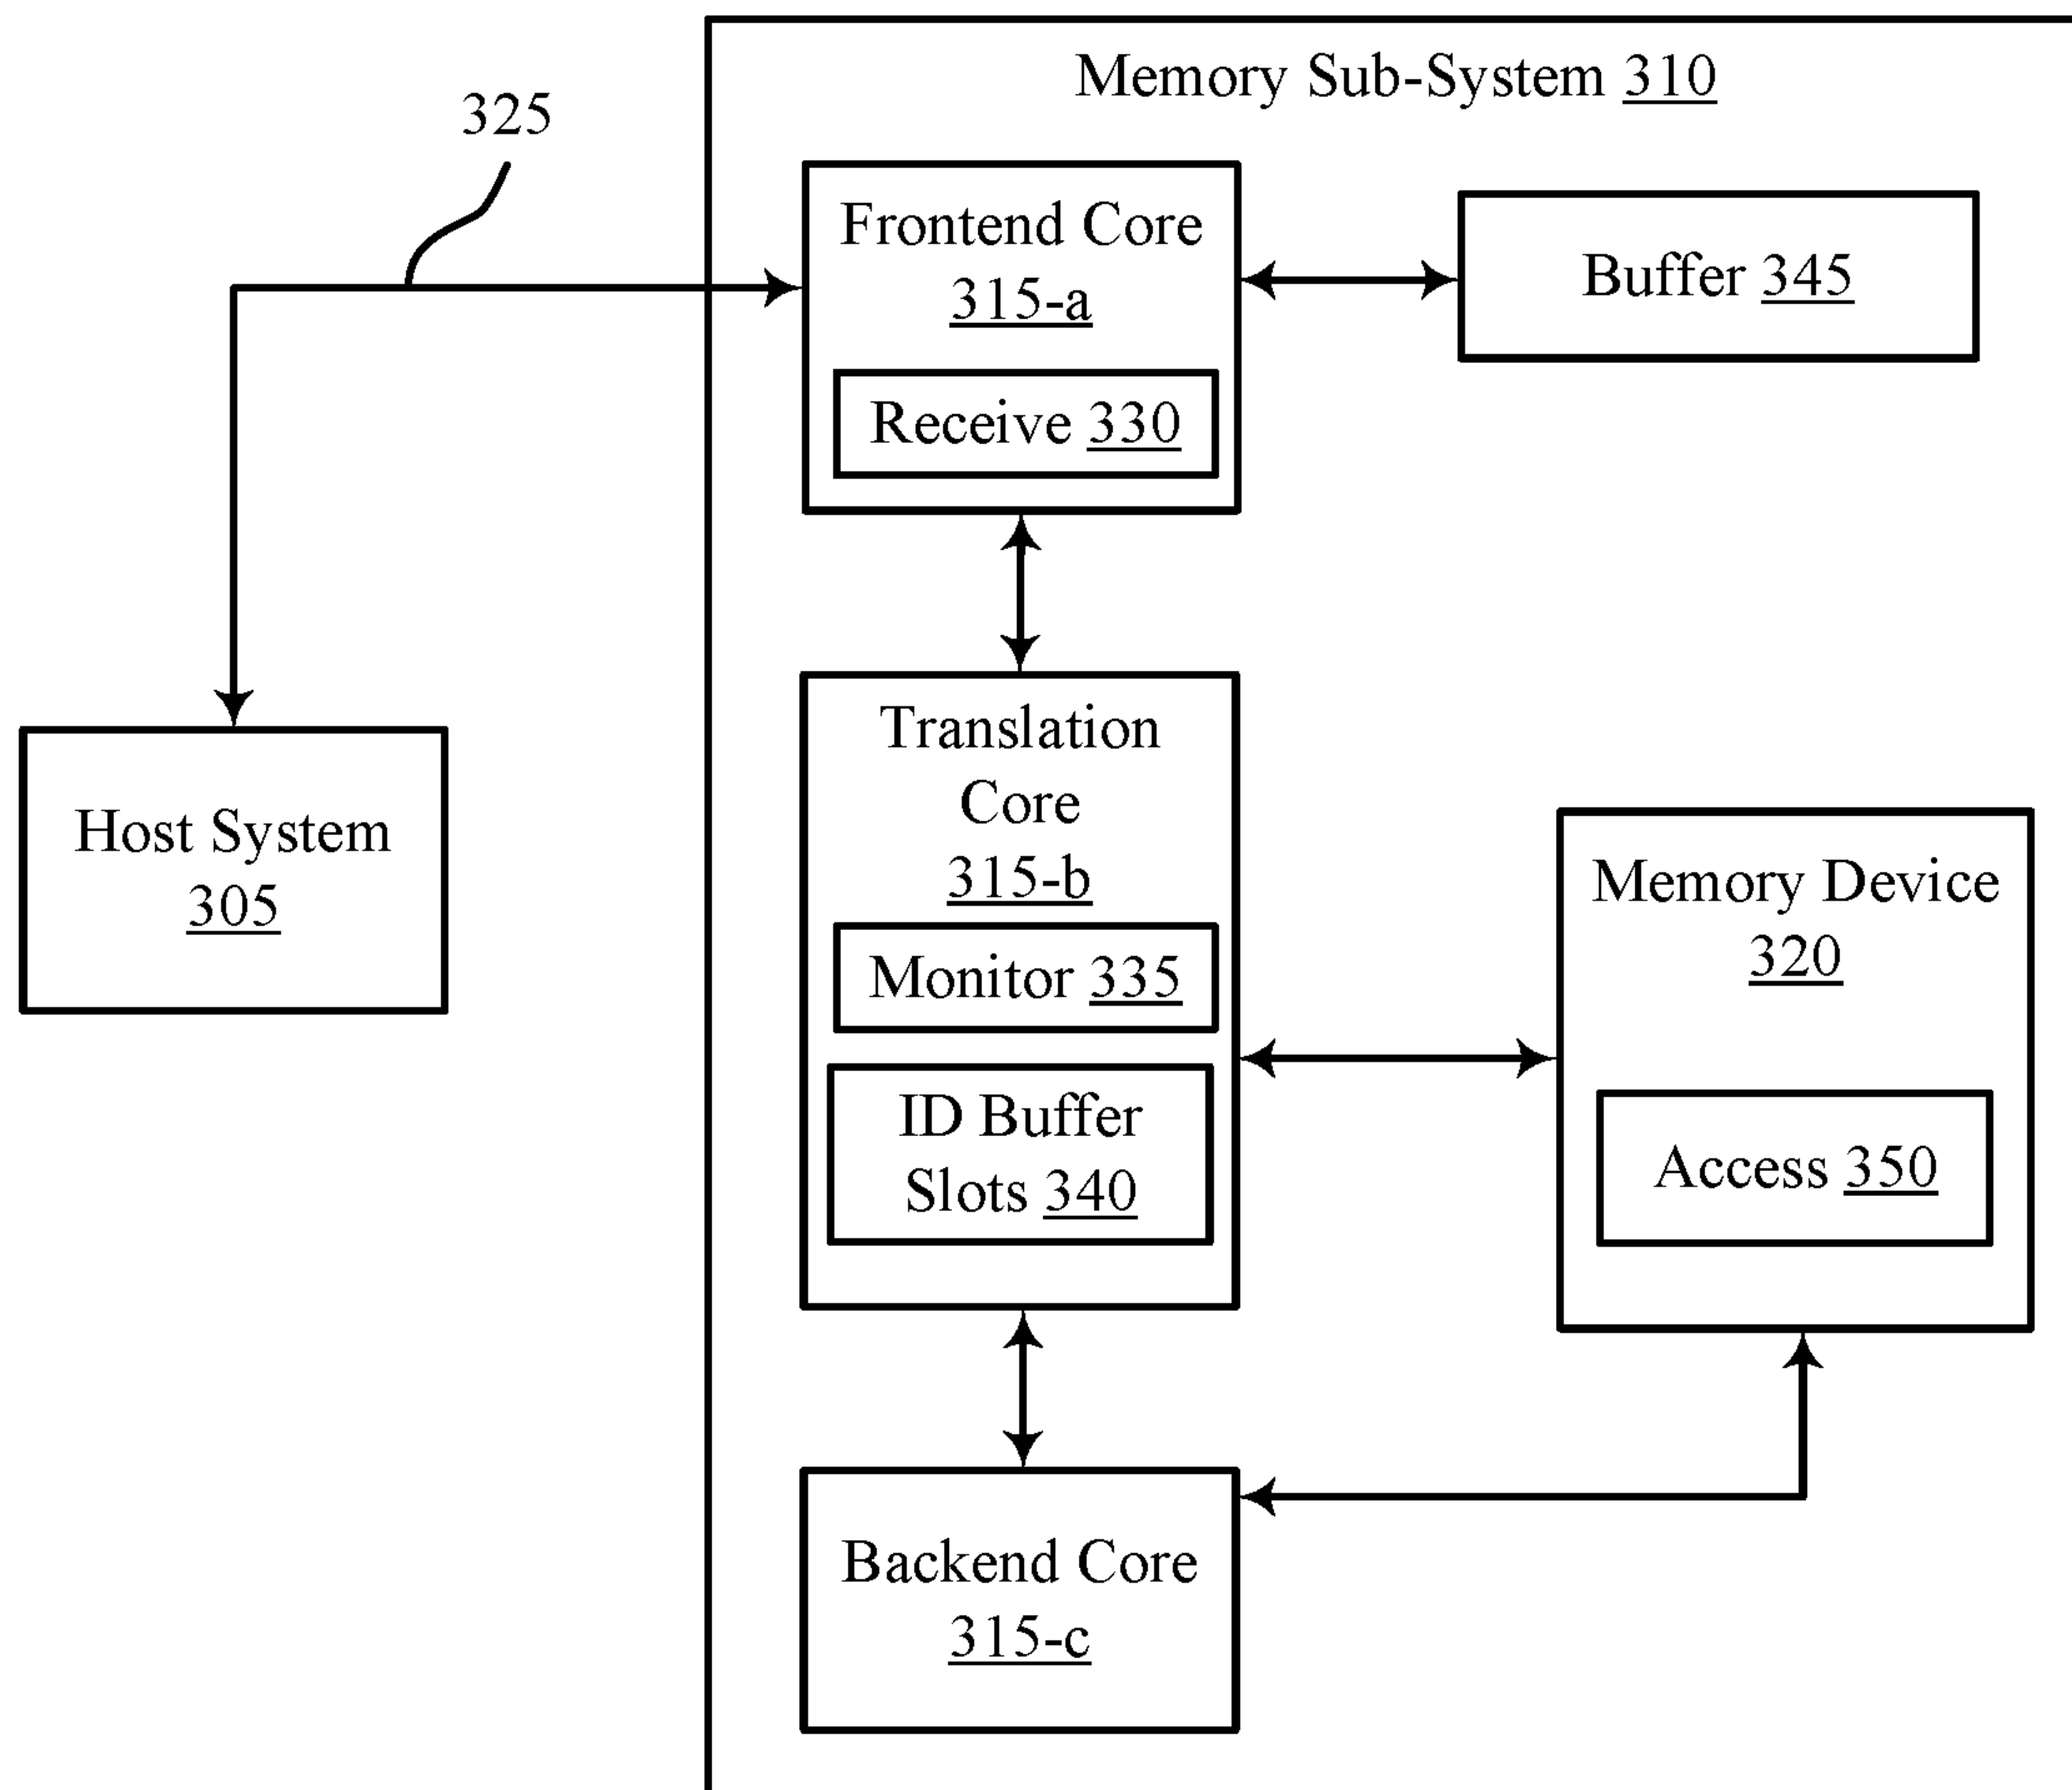 Memory Sub-System 310
325
Frontend Core
315-a
Receive 330
Buffer 345
Host System
305
Translation
Core
315-b
Monitor 335
ID Buffer
Slots 340
Memory Device
320
Access 350
Backend Core
315-c